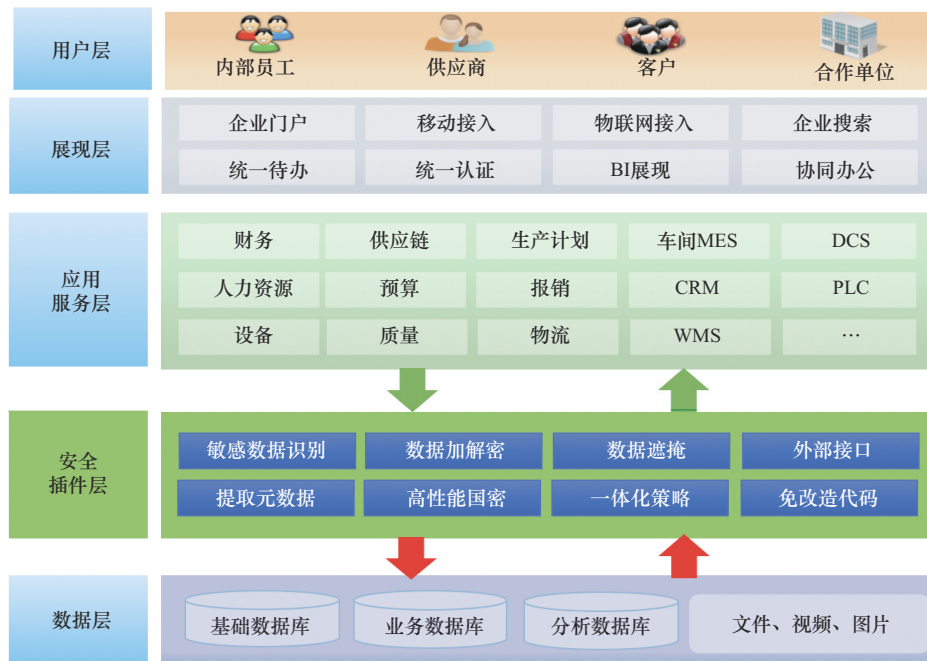 用户层
内部员工
供应商
客户
合作单位
展现层
企业门户
移动接入
物联网接入
企业搜索
统一待办
统一认证
BI展现
协同办公
应用
服务层
财务
供应链
生产计划
车间MES
DCS
人力资源
预算
报销
CRM
PLC
设备
质量
物流
WMS
…
安全
插件层
敏感数据识别
数据加解密
数据遮掩
外部接口
提取元数据
高性能国密
一体化策略
免改造代码
数据层
基础数据库
业务数据库
分析数据库
文件、视频、图片